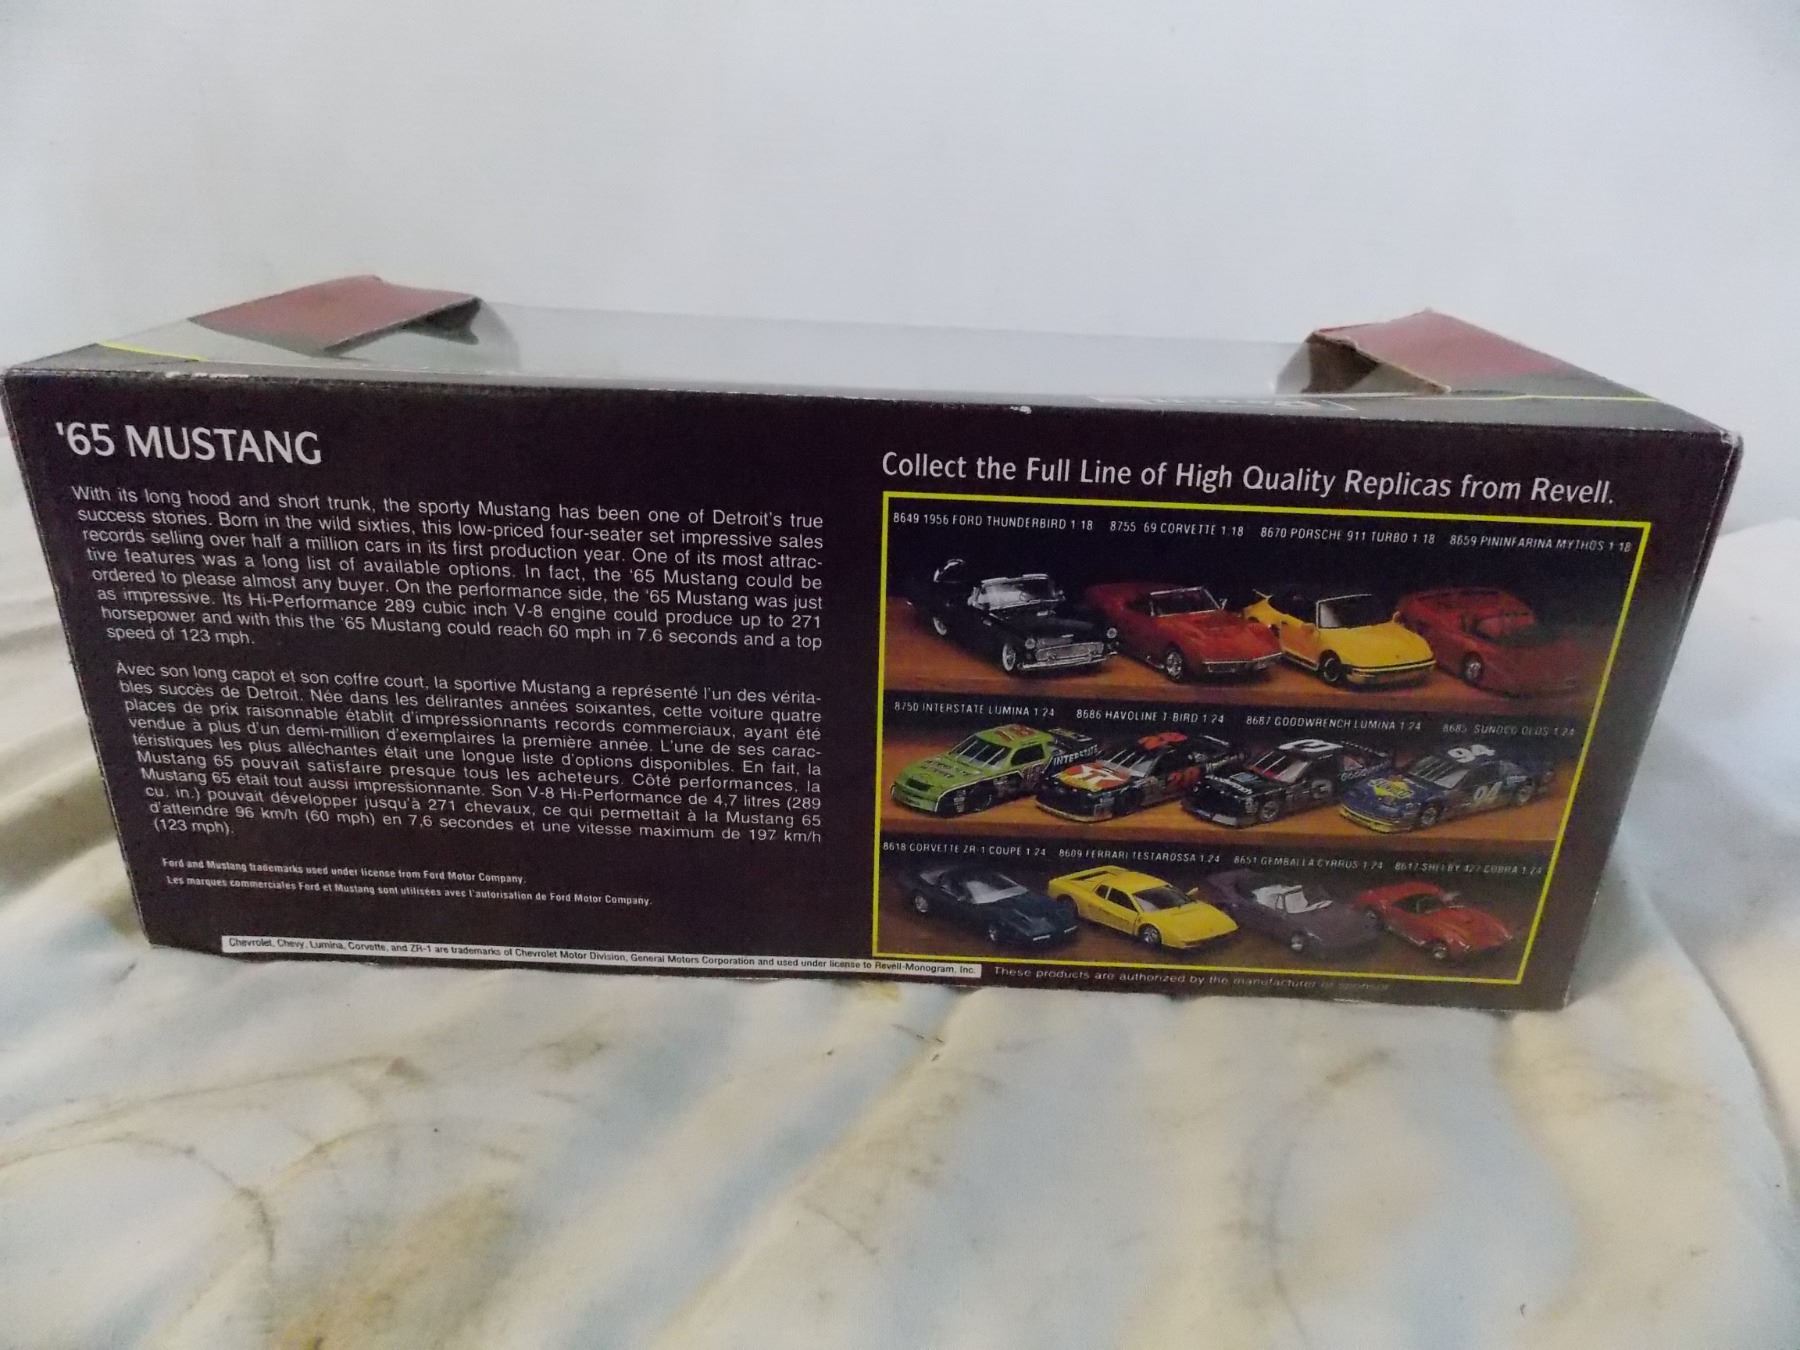 '65 MUSTANG
With its long hood and short trunk, the sporty Mustang has been one of Detroit's true
success stories. Born in the wild sixties, this low-priced four-seater set impressive sales
records selling over half a million cars in its first production year. One of its most attrac-
tive features was a long list of available options. In fact, the '65 Mustang could be
ordered to please almost any buyer. On the performance side, the '65 Mustang was just
as impressive. Its Hi-Performance 289 cubic inch V-8 engine could produce up to 271
horsepower and with this the '65 Mustang could reach 60 mph in 7.6 seconds and a top
speed of 123 mph.
Avec son long capot et son coffre court, la sportive Mustang a représenté l'un des vérita-
bles succès de Detroit. Née dans les délirantes années soixantes, cette voiture quatre
places de prix raisonnable établit d'impressionnants records commerciaux, ayant été
vendue à plus d'un demi-million d'exemplaires la première année. L'une de ses carac-
téristiques les plus alléchantes était une longue liste d'options disponibles. En fait, la
Mustang 65 pouvait satisfaire presque tous les acheteurs. Côté performances, la
Mustang 65 était tout aussi impressionnante. Son V-8 Hi-Performance de 4,7 litres (289
cu. in.) pouvait développer jusqu'à 271 chevaux, ce qui permettait à la Mustang 65
d'atteindre 96 km/h (60 mph) en 7,6 secondes et une vitesse maximum de 197 km/h
(123 mph).
Ford and Mustang trademarks used under license from Ford Motor Company.
Les marques commerciales Ford et Mustang sont utilisées avec l'autorisation de Ford Motor Company.
Chevrolet, Chevy, Lumina, Corvette, and ZR-1 are trademarks of Chevrolet Motor Division, General Motors Corporation and used under license to Revell-Monogram, Inc.
Collect the Full Line of High Quality Replicas from Revell.
8649 1956 FORD THUNDERBIRD 1:18 8755 '69 CORVETTE 1:18 8670 PORSCHE 911 TURBO 1:18 8659 PININFARINA MYTHOS 1:18
8750 INTERSTATE LUMINA 1:24 8686 HAVOLINE T-BIRD 1:24 8687 GOODWRENCH LUMINA 1:24 SUNOCO OLDS 1:24
INTERSTATE 28 3 94 94
8618 CORVETTE ZR-1 COUPE 1:24 8609 FERRARI TESTAROSSA 1:24 8651 GEMBALLA CYRRUS 1:24 8617 SHELBY 427 COBRA 1:24
These products are authorized by the manufacturer or sponsor